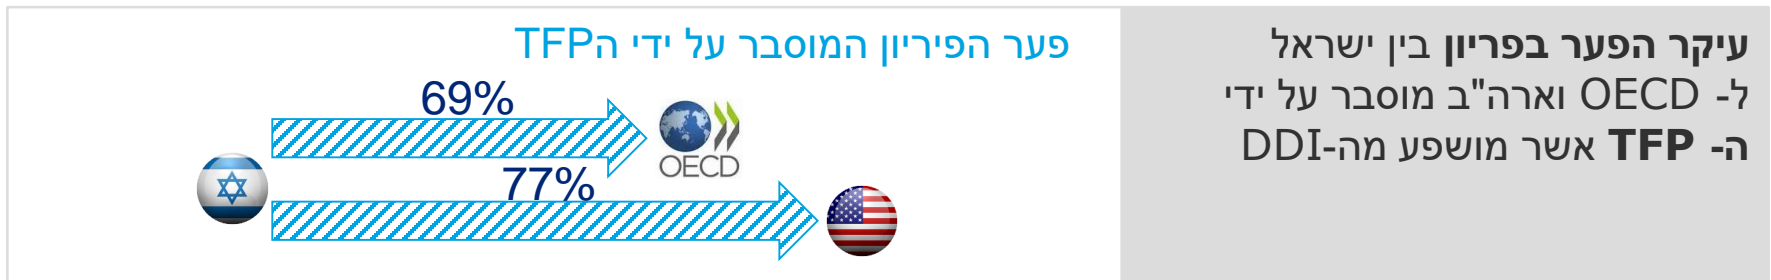 עיקר הפער בפריון בין ישראל
ל- OECD וארה"ב מוסבר על ידי
ה- TFP אשר מושפע מה-DDI
פער הפיריון המוסבר על ידי הTFP
69%
OECD
77%